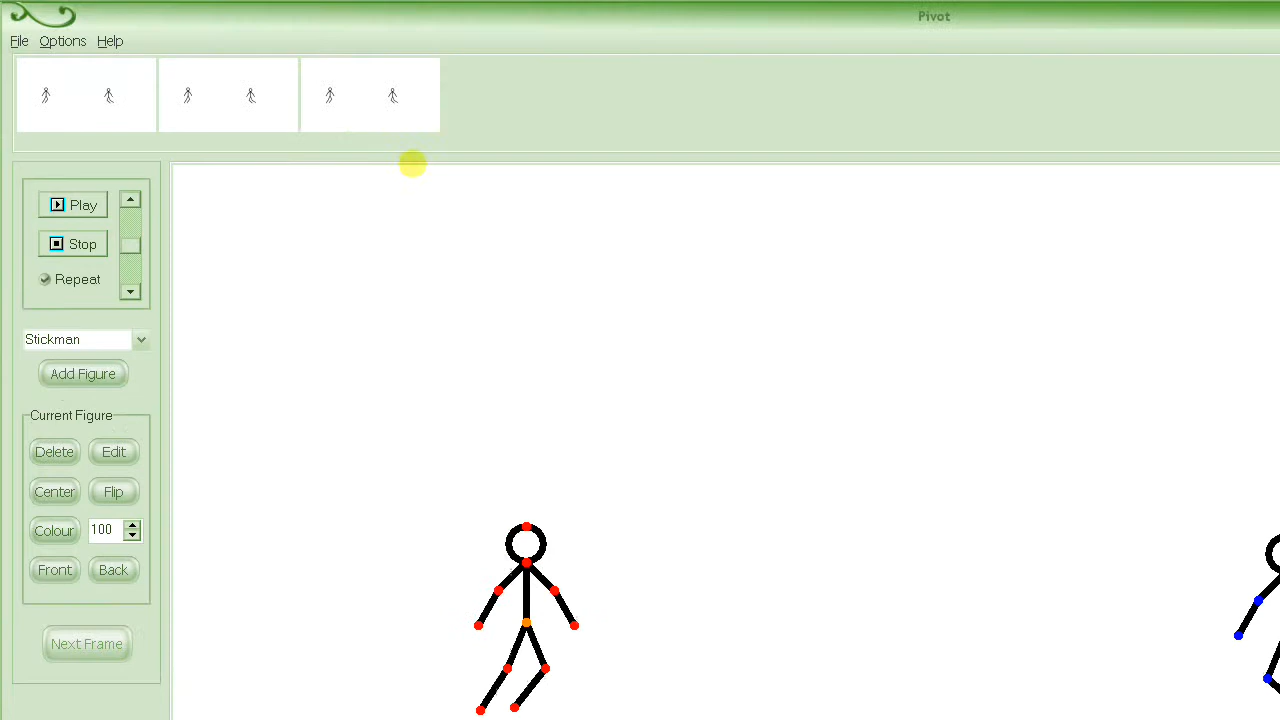 Pivot
File Options Help
Play
Stop
Repeat
Stickman
Add Figure
Current Figure
Delete Edit
Center Flip
Colour 100
Front Back
Next Frame